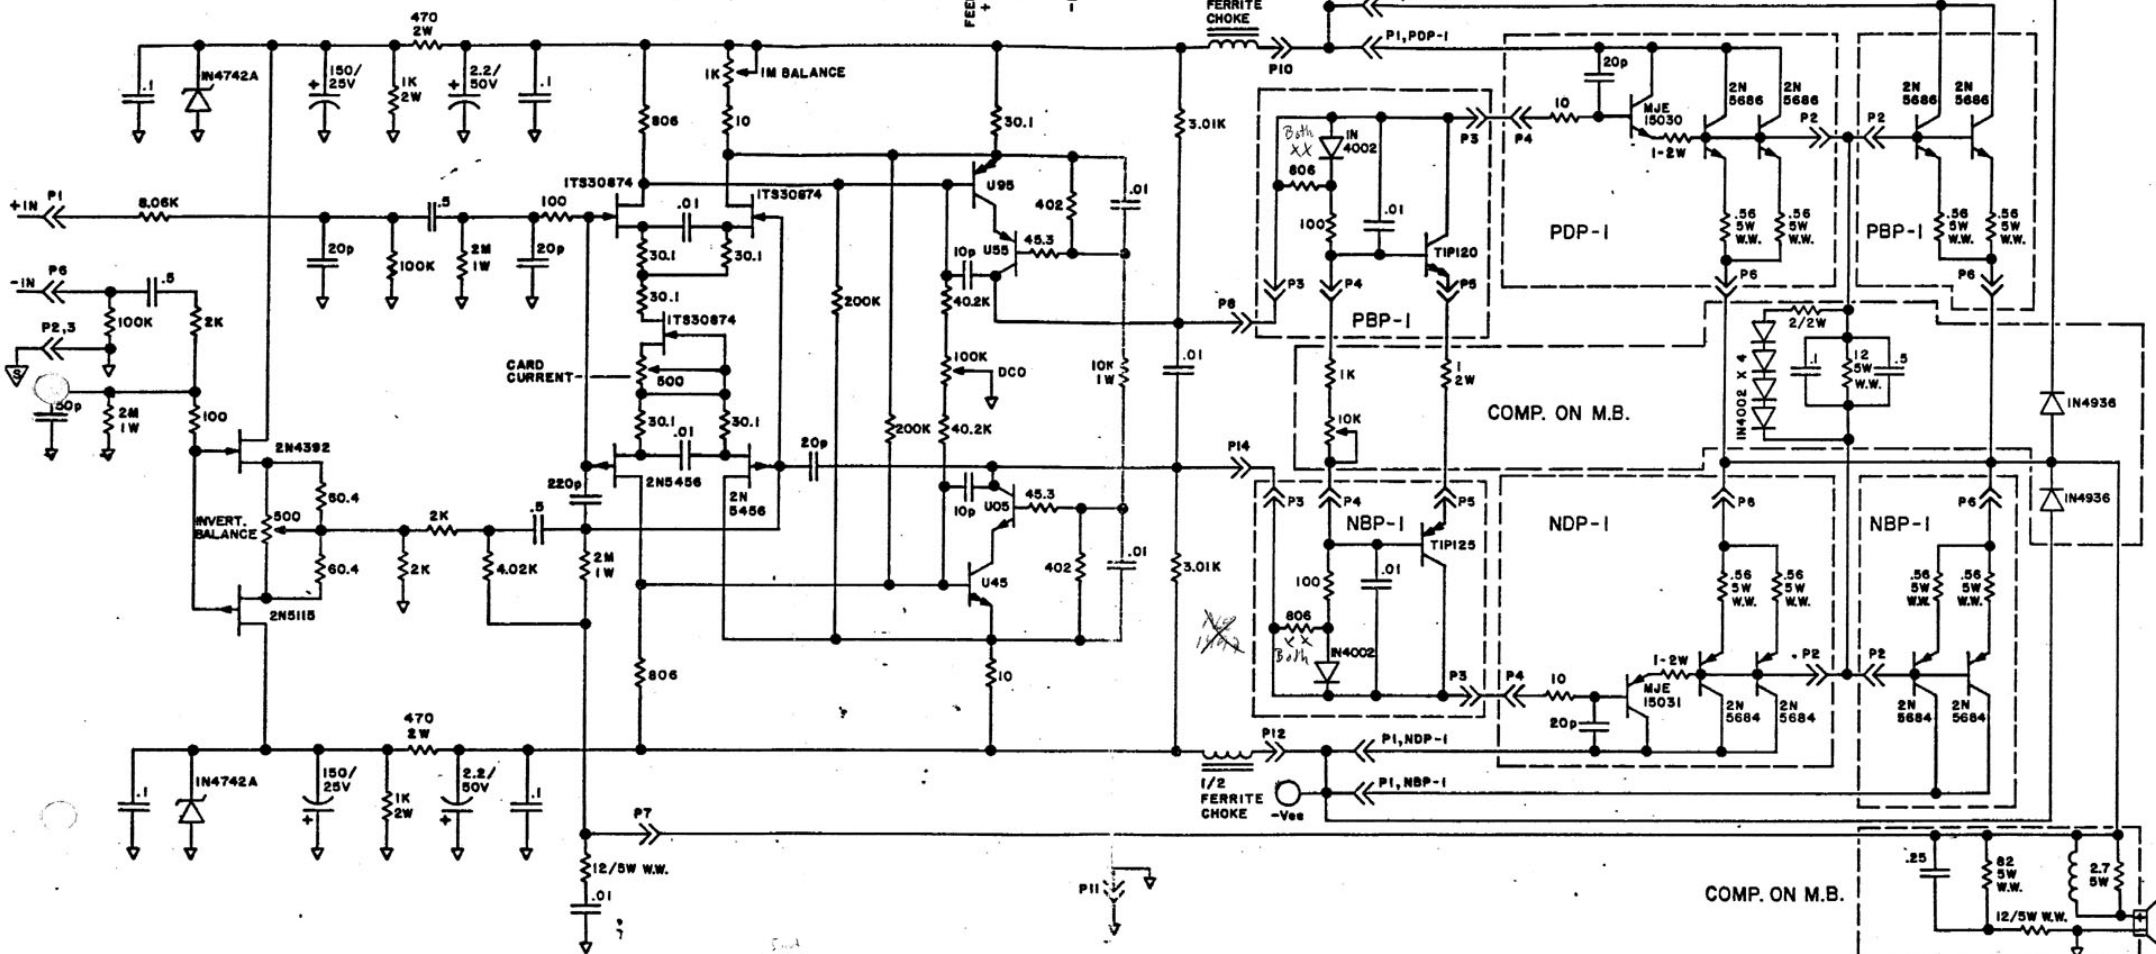 FERRITE
CHOKE
FEE
+
470
2W
.1
IN4742A
+
150/
25V
1K
2W
+
2.2/
50V
.1
1K
IM BALANCE
806
10
30.1
3.01K
P10
P1,PDP-1
20p
10
MJE
15030
1-2W
2N
5686
2N
5686
P2
P2
2N
5686
2N
5686
Both
XX
IN
4002
806
100
.01
TIP120
P3
P4
P3
P4
P5
PBP-1
PDP-1
.56
5W
W.W.
.56
5W
W.W.
PBP-1
.56
5W
W.W.
.56
5W
W.W.
P6
P6
+IN
P1
8.06K
20p
100K
.5
2M
1W
20p
100
ITS30874
.01
ITS30874
30.1
30.1
30.1
ITS30874
CARD
CURRENT
500
30.1
.01
30.1
2N5456
2N
5456
U95
402
.01
45.3
U55
10p
40.2K
200K
100K
DCO
10K
1W
200K
40.2K
P8
.01
-IN
P6
.5
100K
2K
P2,3
S
50p
2M
1W
100
2N4392
60.4
INVERT.
BALANCE
500
60.4
2N5115
2K
2K
4.02K
.5
220p
2M
1W
20p
P14
10p
45.3
U05
402
.01
U45
3.01K
806
10
1K
10K
1
2W
COMP. ON M.B.
2/2W
IN4002 X 4
.1
12
5W
W.W.
.5
IN4936
IN4936
P3
P4
P5
NBP-1
TIP125
100
.01
806
XX
Both
IN4002
P3
P4
NDP-1
P6
.56
5W
W.W.
.56
5W
W.W.
10
20p
1-2W
MJE
15031
2N
5684
2N
5684
P2
P2
NBP-1
P6
.56
5W
W.W.
.56
5W
W.W.
2N
5684
2N
5684
470
2W
.1
IN4742A
150/
25V
+
1K
2W
2.2/
50V
+
.1
P12
P1,NDP-1
1/2
FERRITE
CHOKE
-Vee
P1,NBP-1
P7
12/5W W.W.
.01
P11
COMP. ON M.B.
.25
82
5W
W.W.
2.7
5W
12/5W W.W.
+